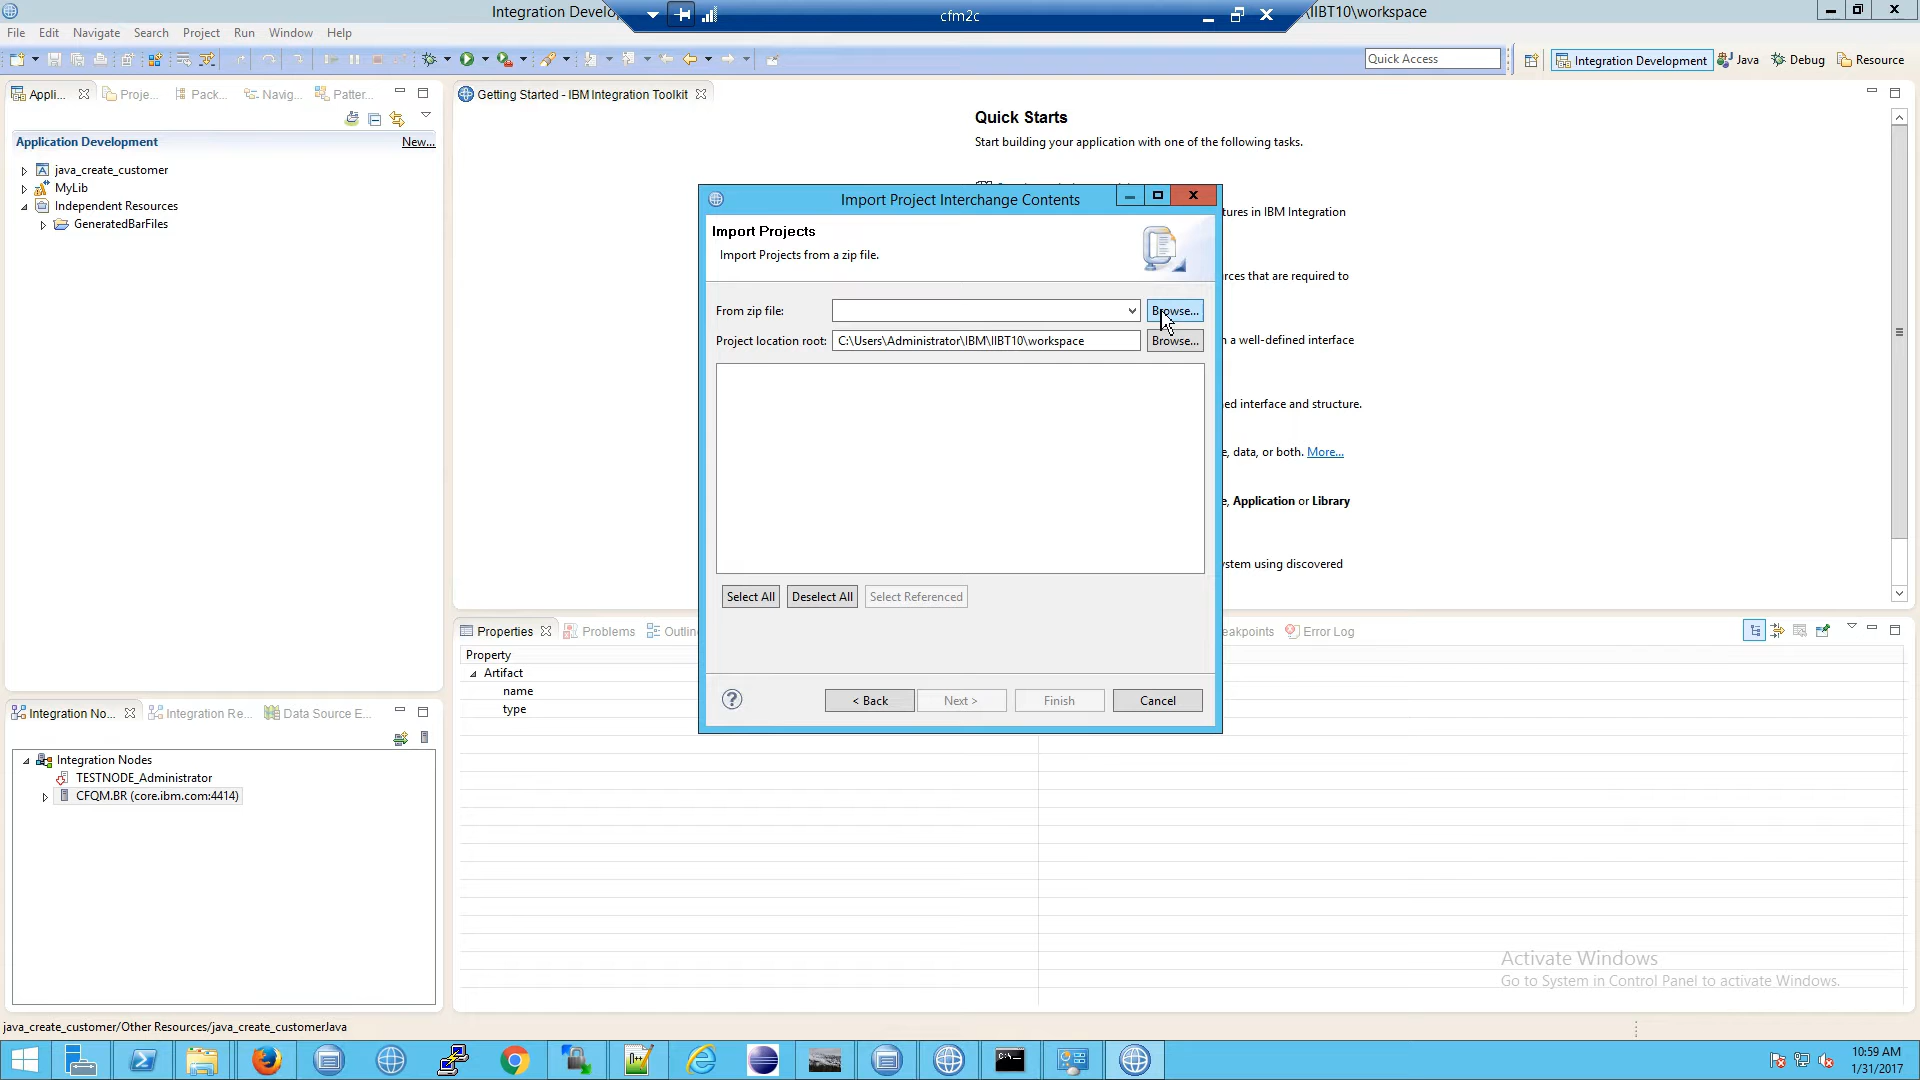 Integration Develo
cfm2c
\IIBT10\workspace
File Edit Navigate Search Project Run Window Help
Quick Access
Integration Development
Java
Debug
Resource
Appli...
Proje...
Pack...
Navig...
Patter...
Getting Started - IBM Integration Toolkit
Application Development
New...
java_create_customer
MyLib
Independent Resources
GeneratedBarFiles
Quick Starts
Start building your application with one of the following tasks.
tures in IBM Integration
rces that are required to
a well-defined interface
ed interface and structure.
e, data, or both. More...
e, Application or Library
stem using discovered
Import Project Interchange Contents
Import Projects
Import Projects from a zip file.
From zip file:
Browse...
Project location root:
C:\Users\Administrator\IBM\IIBT10\workspace
Browse...
Select All
Deselect All
Select Referenced
< Back
Next >
Finish
Cancel
Properties
Problems
Outlin
eakpoints
Error Log
Property
Artifact
name
type
Integration No...
Integration Re...
Data Source E...
Integration Nodes
TESTNODE_Administrator
CFQM.BR (core.ibm.com:4414)
Activate Windows
Go to System in Control Panel to activate Windows.
java_create_customer/Other Resources/java_create_customerJava
10:59 AM
1/31/2017